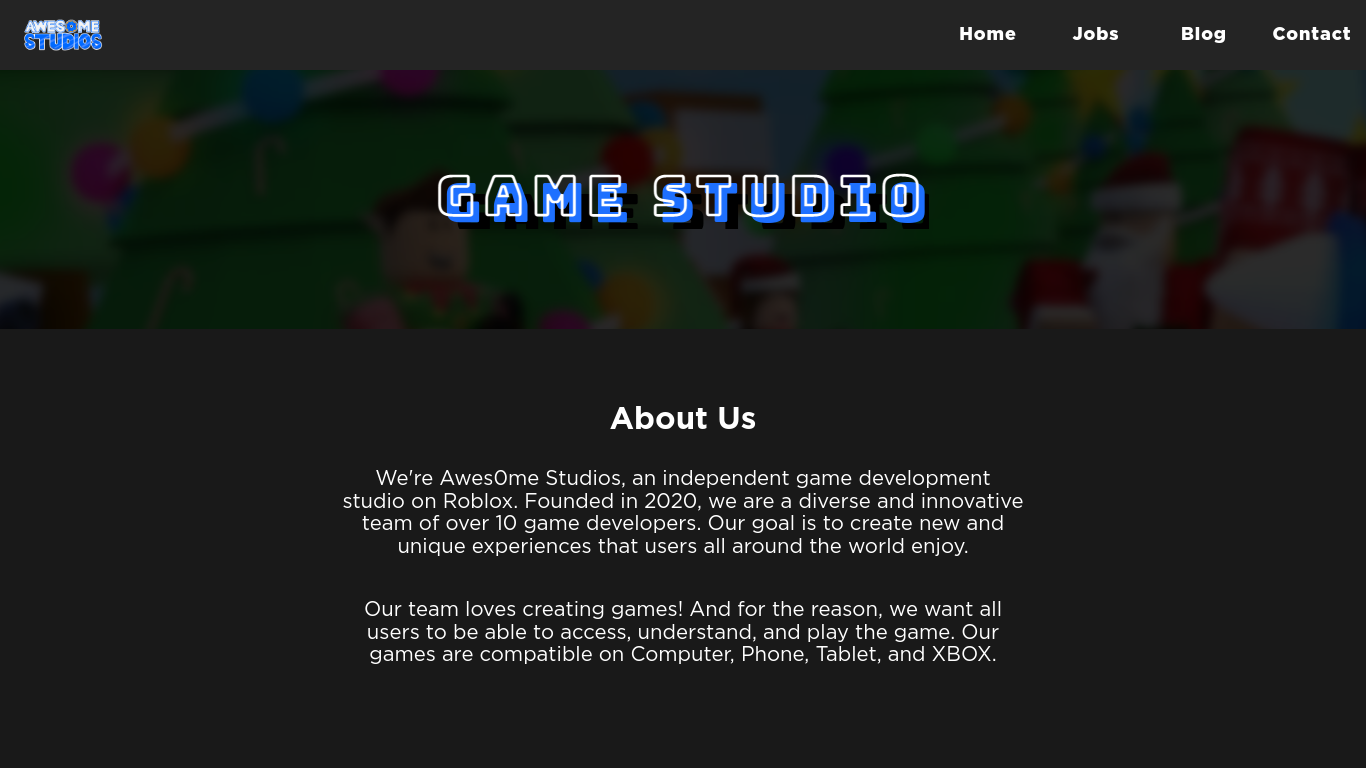 AWES0ME
STUDIOS
Home Jobs Blog Contact
GAME STUDIO
About Us
We're Awes0me Studios, an independent game development
studio on Roblox. Founded in 2020, we are a diverse and innovative
team of over 10 game developers. Our goal is to create new and
unique experiences that users all around the world enjoy.
Our team loves creating games! And for the reason, we want all
users to be able to access, understand, and play the game. Our
games are compatible on Computer, Phone, Tablet, and XBOX.